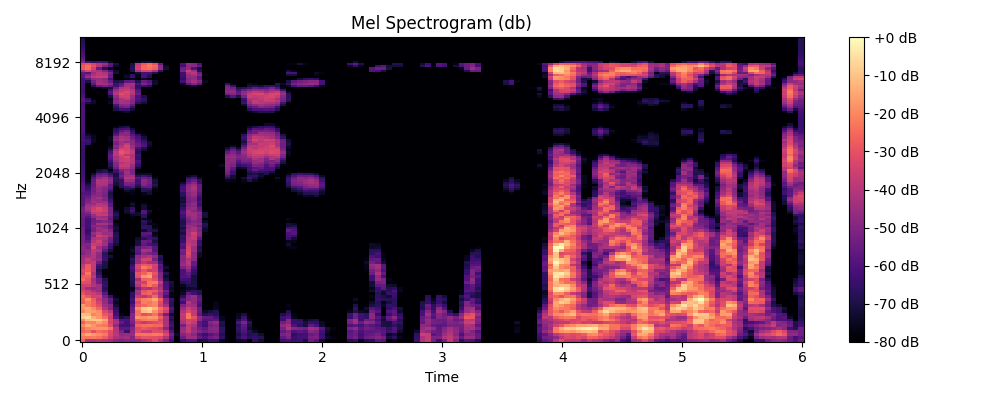 Mel Spectrogram (db)
8192
4096
2048
1024
512
0
Hz
0 1 2 3 4 5 6
Time
+0 dB
-10 dB
-20 dB
-30 dB
-40 dB
-50 dB
-60 dB
-70 dB
-80 dB